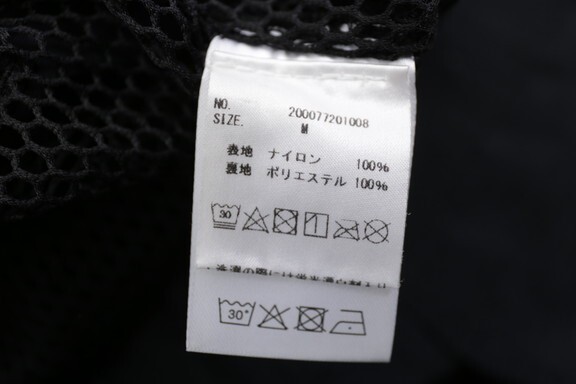 NO. 200077201008
SIZE. M
表地 ナイロン 100%
裏地 ポリエステル 100%
30
30°